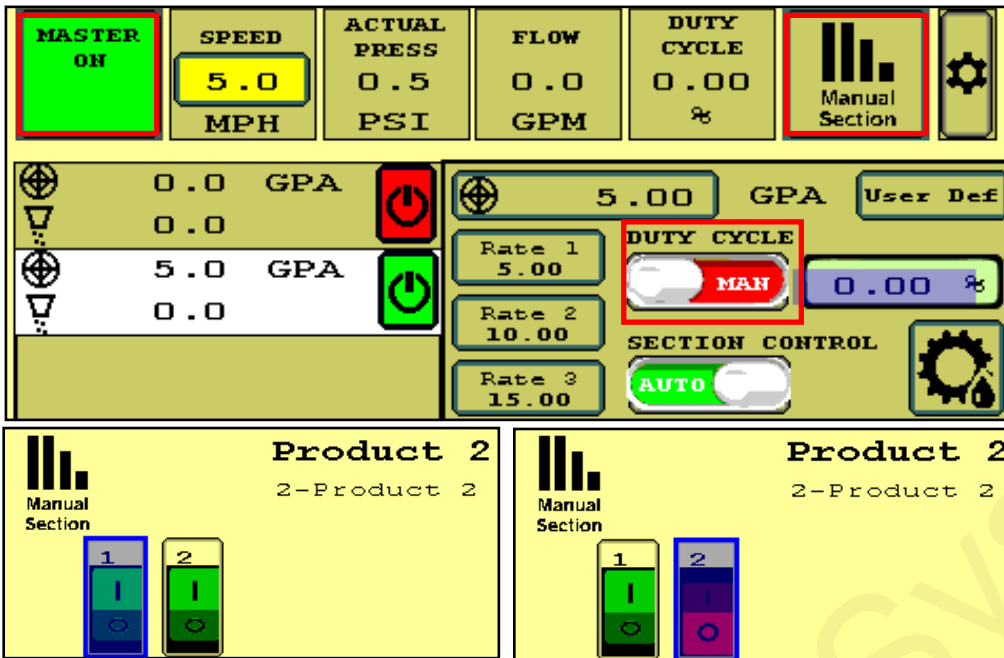 MASTER
ON
SPEED
5.0
MPH
ACTUAL
PRESS
0.5
PSI
FLOW
0.0
GPM
DUTY
CYCLE
0.00
%
Manual
Section
0.0 GPA
0.0
5.0 GPA
0.0
5.00 GPA
User Def
Rate 1
5.00
Rate 2
10.00
Rate 3
15.00
DUTY CYCLE
MAN
0.00 %
SECTION CONTROL
AUTO
Manual
Section
Product 2
2-Product 2
1 2
I I
O O
Manual
Section
Product 2
2-Product 2
1 2
I I
O O